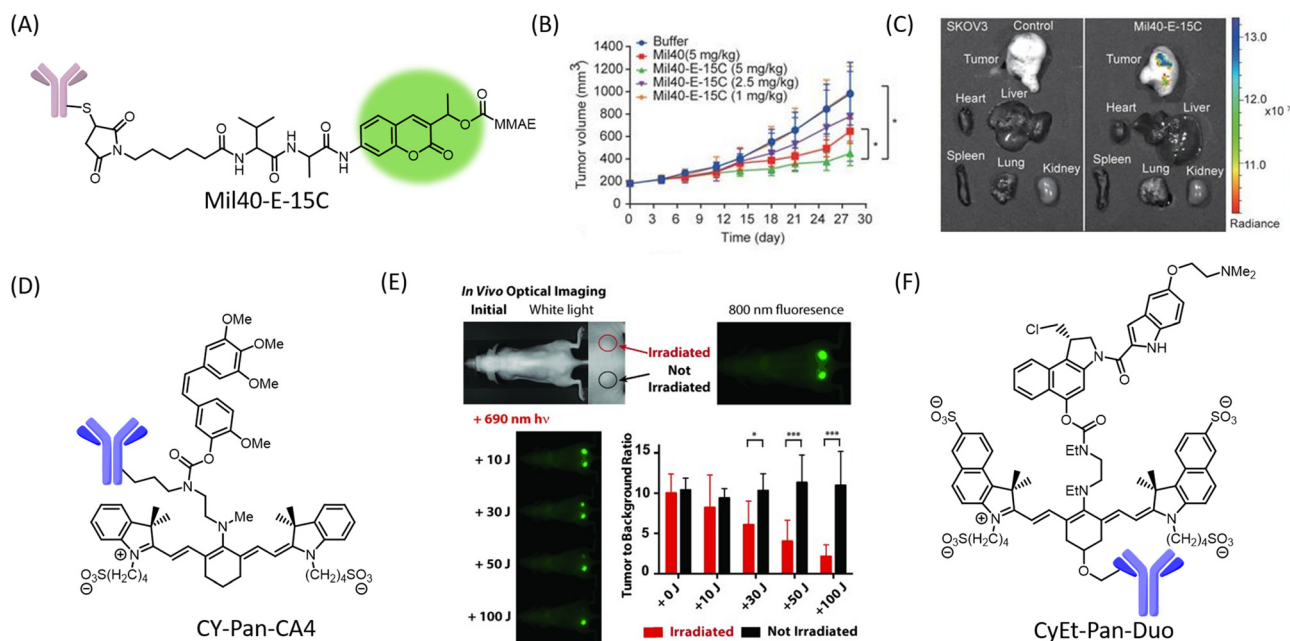 (A)
S
O
N
O
O
N
H
O
H
N
O
N
H
O
O
O
O
MMAE
Mil40-E-15C
(B)
Tumor volume (mm3)
1400
1200
1000
800
600
400
200
0
Buffer
Mil40(5 mg/kg)
Mil40-E-15C (5 mg/kg)
Mil40-E-15C (2.5 mg/kg)
Mil40-E-15C (1 mg/kg)
*
*
0 3 6 9 12 15 18 21 24 27 30
Time (day)
(C)
SKOV3
Control
Tumor
Heart
Liver
Spleen
Lung
Kidney
Mil40-E-15C
Tumor
Heart
Liver
Spleen
Lung
Kidney
13.0
12.0
11.0
Radiance
(D)
OMe
MeO
OMe
OMe
O
O
N
N
Me
N
N
O3S(H2C)4
(CH2)4SO3
CY-Pan-CA4
(E)
In Vivo Optical Imaging
Initial White light
800 nm fluoresence
Irradiated
Not
Irradiated
+ 690 nm hν
+ 10 J
+ 30 J
+ 50 J
+ 100 J
Tumor to Background Ratio
15
10
5
0
* *** ***
+0 J
+10 J
+30 J
+50 J
+100 J
Irradiated Not Irradiated
(F)
O
NMe2
Cl
N
NH
O
O
O
EtN
EtN
SO3
SO3
N
N
O3S(H2C)4
(CH2)4SO3
O
CyEt-Pan-Duo